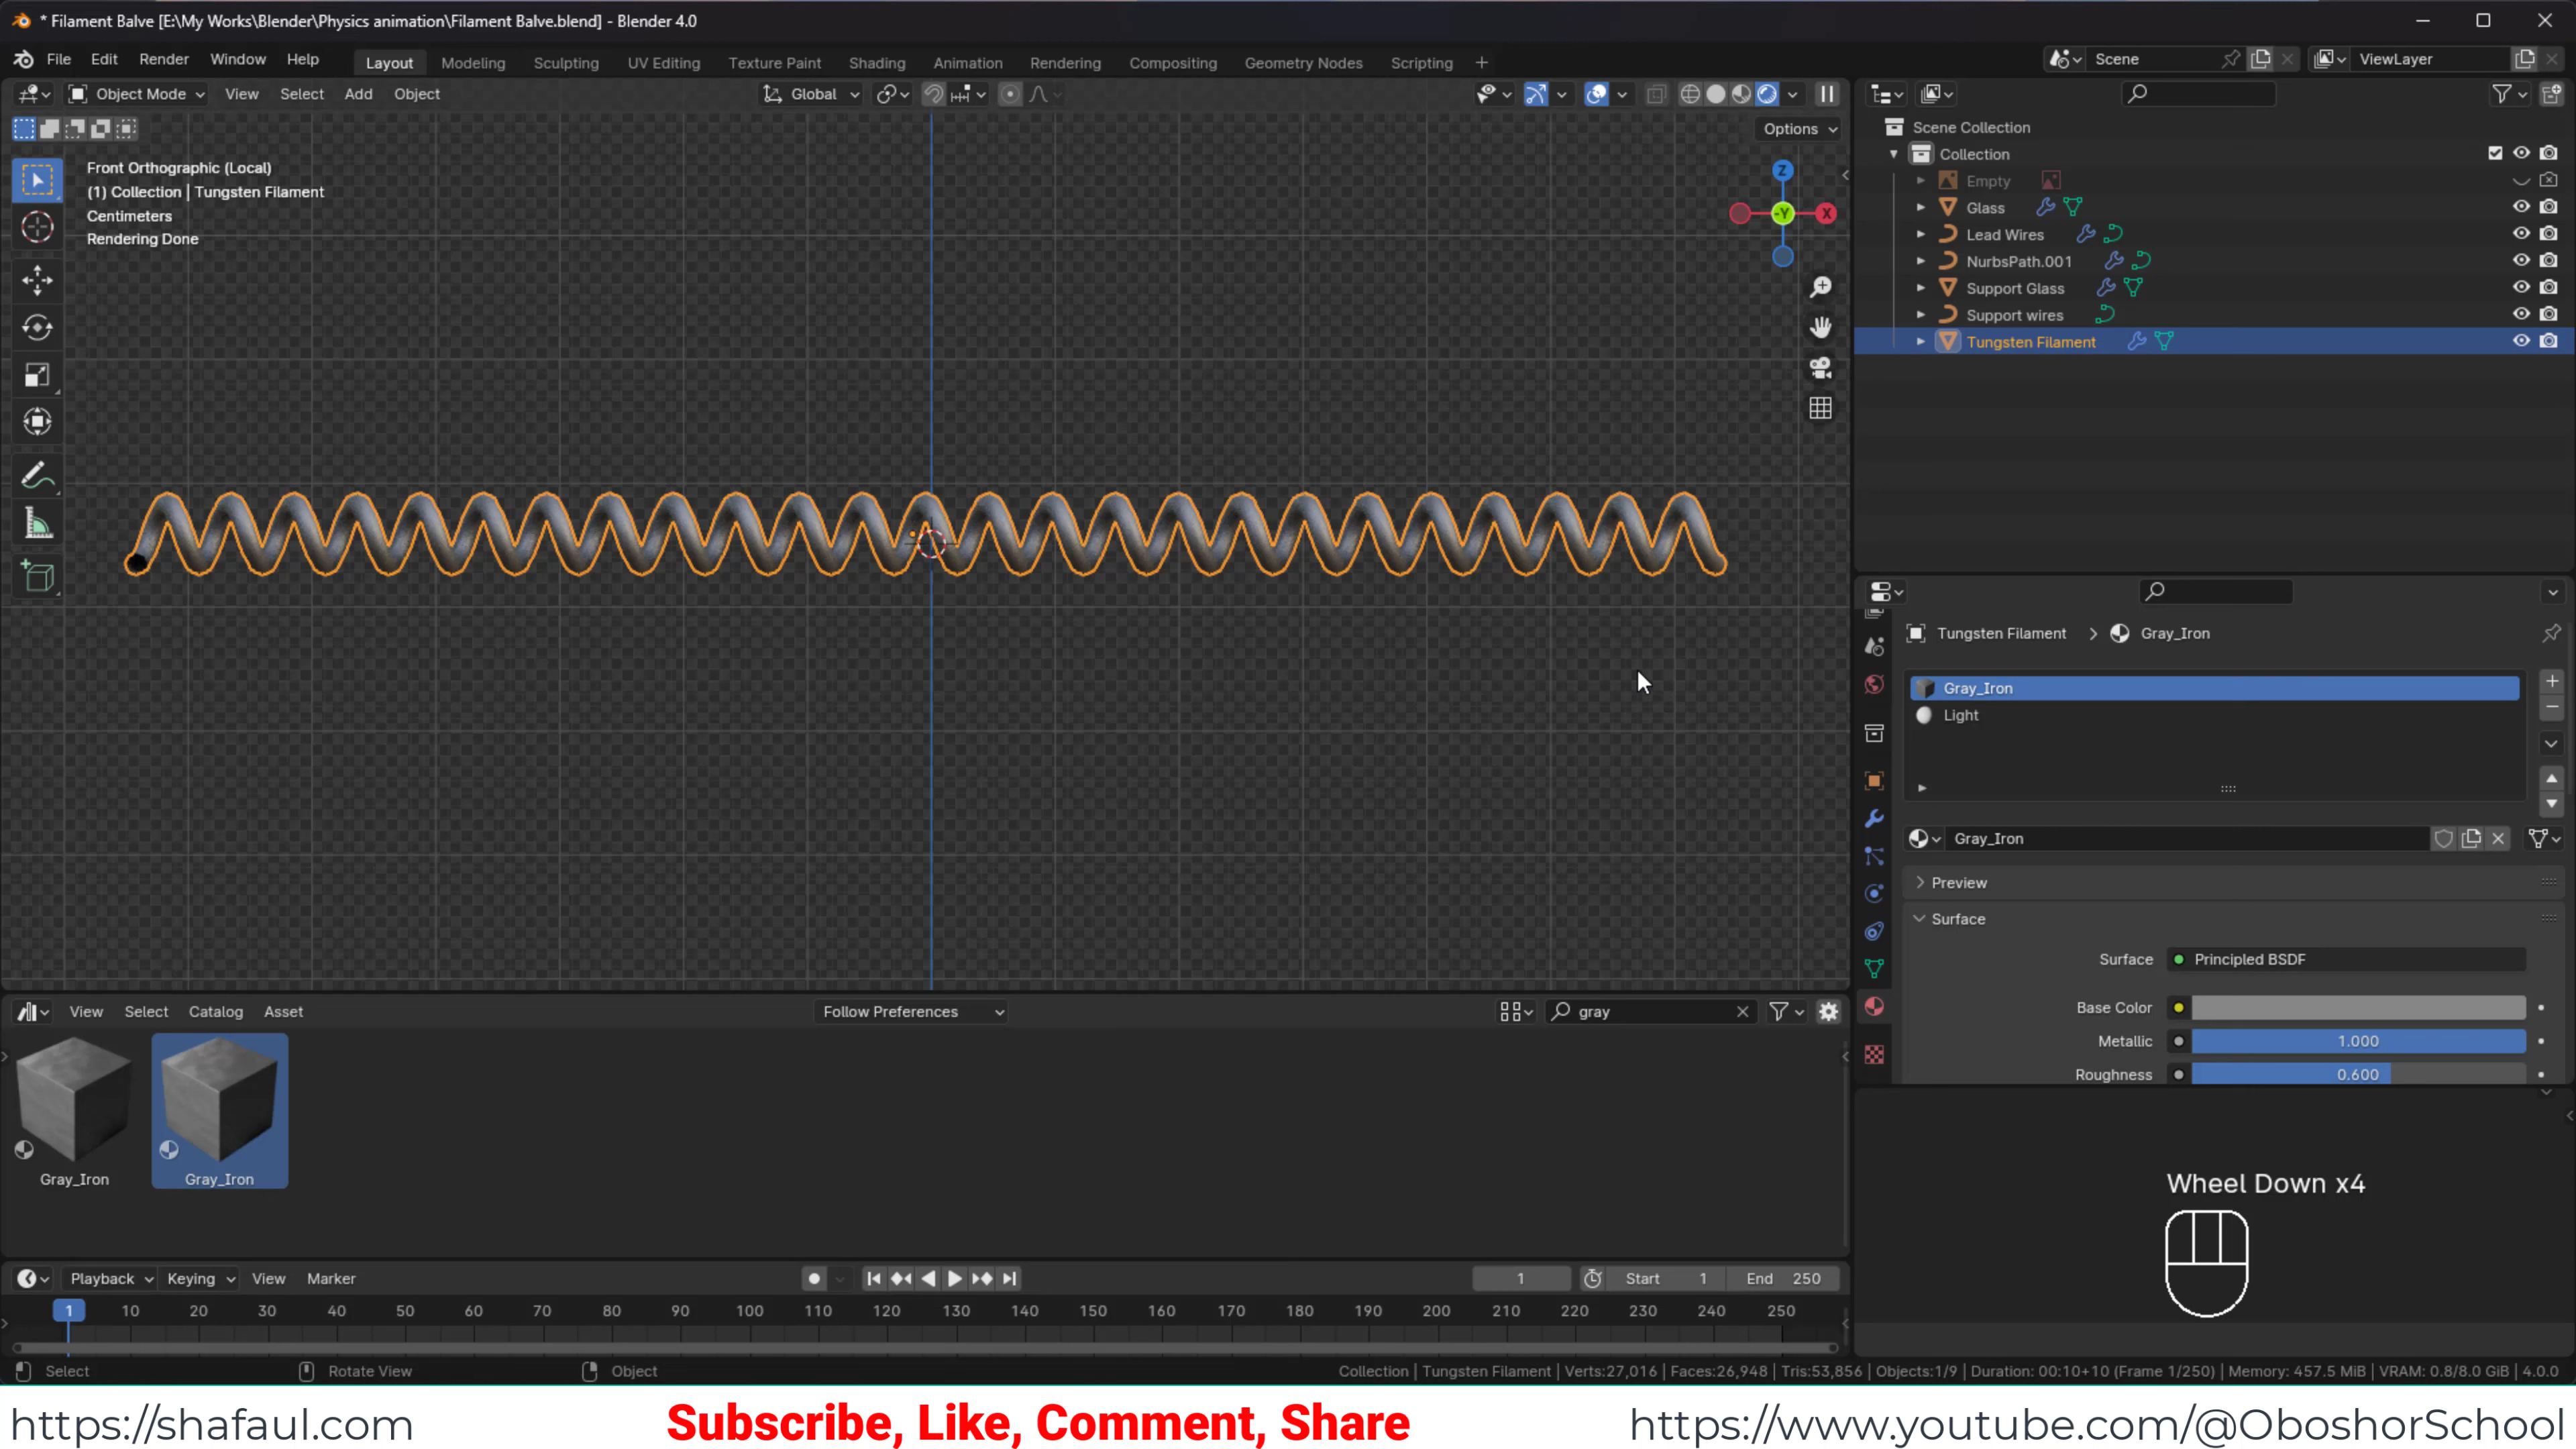 * Filament Balve [E:\My Works\Blender\Physics animation\Filament Balve.blend] - Blender 4.0
File Edit Render Window Help Layout Modeling Sculpting UV Editing Texture Paint Shading Animation Rendering Compositing Geometry Nodes Scripting + Scene ViewLayer
Object Mode View Select Add Object Global
Options
Front Orthographic (Local)
(1) Collection | Tungsten Filament
Centimeters
Rendering Done
Z
-Y
X
Scene Collection
Collection
Empty
Glass
Lead Wires
NurbsPath.001
Support Glass
Support wires
Tungsten Filament
Tungsten Filament > Gray_Iron
Gray_Iron
Light
Gray_Iron
Preview
Surface
Surface Principled BSDF
Base Color
Metallic 1.000
Roughness 0.600
View Select Catalog Asset Follow Preferences gray
Gray_Iron
Gray_Iron
Wheel Down x4
Playback Keying View Marker 1 Start 1 End 250
1 10 20 30 40 50 60 70 80 90 100 110 120 130 140 150 160 170 180 190 200 210 220 230 240 250
Select Rotate View Object Collection | Tungsten Filament | Verts:27,016 | Faces:26,948 | Tris:53,856 | Objects:1/9 | Duration: 00:10+10 (Frame 1/250) | Memory: 457.5 MiB | VRAM: 0.8/8.0 GiB | 4.0.0
https://shafaul.com
Subscribe, Like, Comment, Share
https://www.youtube.com/@OboshorSchool